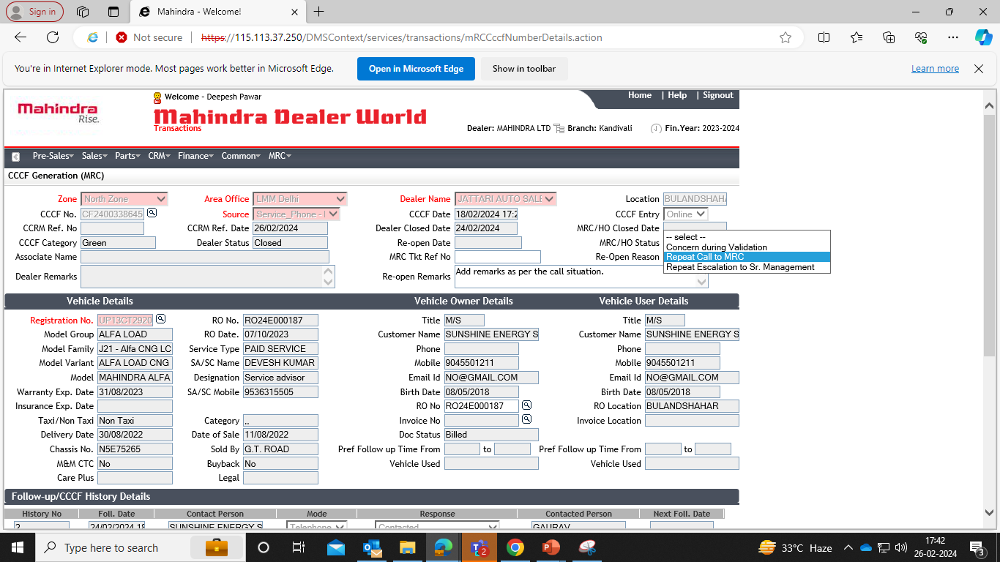 Sign in
Mahindra - Welcome!
Not secure https://115.113.37.250/DMSContext/services/transactions/mRCCccfNumberDetails.action
You're in Internet Explorer mode. Most pages work better in Microsoft Edge. Open in Microsoft Edge Show in toolbar Learn more
Welcome - Deepesh Pawar Home | Help | Signout
Mahindra Rise. Mahindra Dealer World
Transactions Dealer: MAHINDRA LTD Branch: Kandivali Fin.Year: 2023-2024
Pre-Sales Sales Parts CRM Finance Common MRC
CCCF Generation (MRC)
Zone North Zone Area Office LMM Delhi Dealer Name JATTARI AUTO SALE Location BULANDSHAHA
CCCF No. CF2400338645 Source Service_Phone - CCCF Date 18/02/2024 17:2 CCCF Entry Online
CCRM Ref. No CCRM Ref. Date 26/02/2024 Dealer Closed Date 24/02/2024 MRC/HO Closed Date
CCCF Category Green Dealer Status Closed Re-open Date MRC/HO Status
Associate Name MRC Tkt Ref No Re-Open Reason
-- select --
Concern during Validation
Repeat Call to MRC
Repeat Escalation to Sr. Management
Dealer Remarks Re-open Remarks Add remarks as per the call situation.
Vehicle Details Vehicle Owner Details Vehicle User Details
Registration No. UP13CT2920 RO No. RO24E000187 Title M/S Title M/S
Model Group ALFA LOAD RO Date. 07/10/2023 Customer Name SUNSHINE ENERGY S Customer Name SUNSHINE ENERGY S
Model Family J21 - Alfa CNG LC Service Type PAID SERVICE Phone Phone
Model Variant ALFA LOAD CNG SA/SC Name DEVESH KUMAR Mobile 9045501211 Mobile 9045501211
Model MAHINDRA ALFA Designation Service advisor Email Id NO@GMAIL.COM Email Id NO@GMAIL.COM
Warranty Exp. Date 31/08/2023 SA/SC Mobile 9536315505 Birth Date 08/05/2018 Birth Date 08/05/2018
Insurance Exp. Date RO No RO24E000187 RO Location BULANDSHAHAR
Taxi/Non Taxi Non Taxi Category ,, Invoice No Invoice Location
Delivery Date 30/08/2022 Date of Sale 11/08/2022 Doc Status Billed
Chassis No. N5E75265 Sold By G.T. ROAD Pref Follow up Time From to Pref Follow up Time From to
M&M CTC No Buyback No Vehicle Used Vehicle Used
Care Plus Legal
Follow-up/CCCF History Details
History No Foll. Date Contact Person Mode Response Contacted Person Next Foll. Date
2 24/02/2024 18 SUNSHINE ENERGY S Telephone Contacted GAURAV
Type here to search 33°C Haze 17:42
26-02-2024
2
3